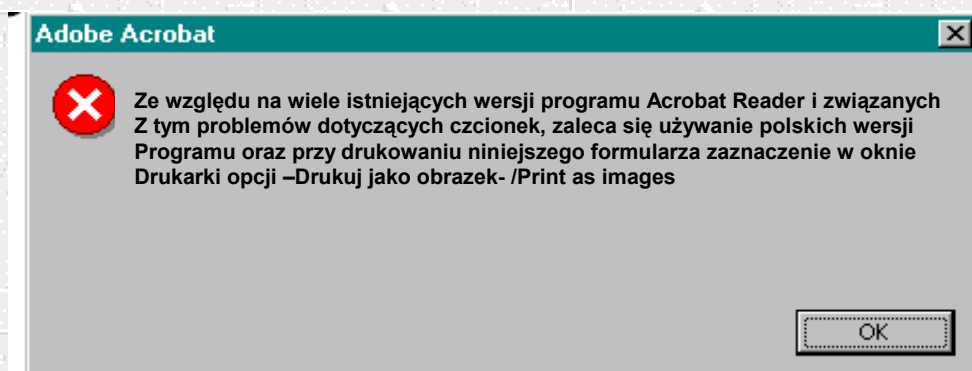 Adobe Acrobat
Ze względu na wiele istniejących wersji programu Acrobat Reader i związanych
Z tym problemów dotyczących czcionek, zaleca się używanie polskich wersji
Programu oraz przy drukowaniu niniejszego formularza zaznaczenie w oknie
Drukarki opcji –Drukuj jako obrazek- /Print as images
OK